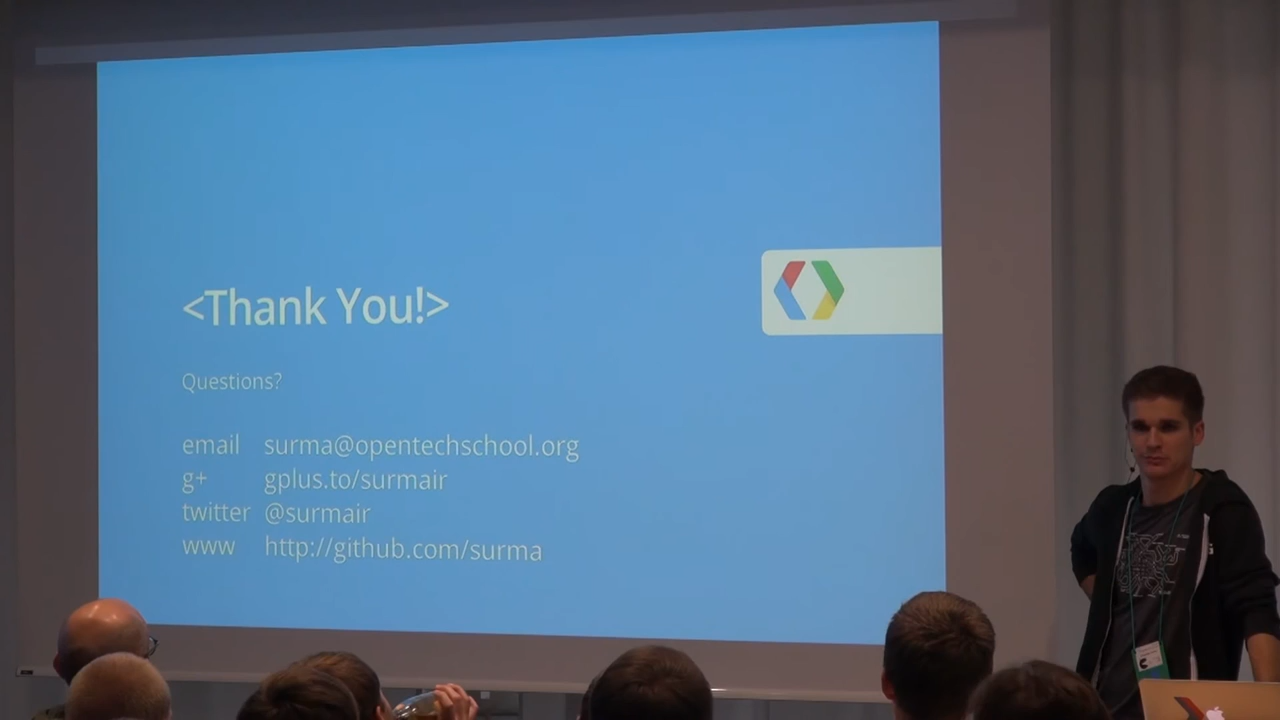 <Thank You!>
Questions?
email surma@opentechschool.org
g+ gplus.to/surmair
twitter @surmair
www http://github.com/surma